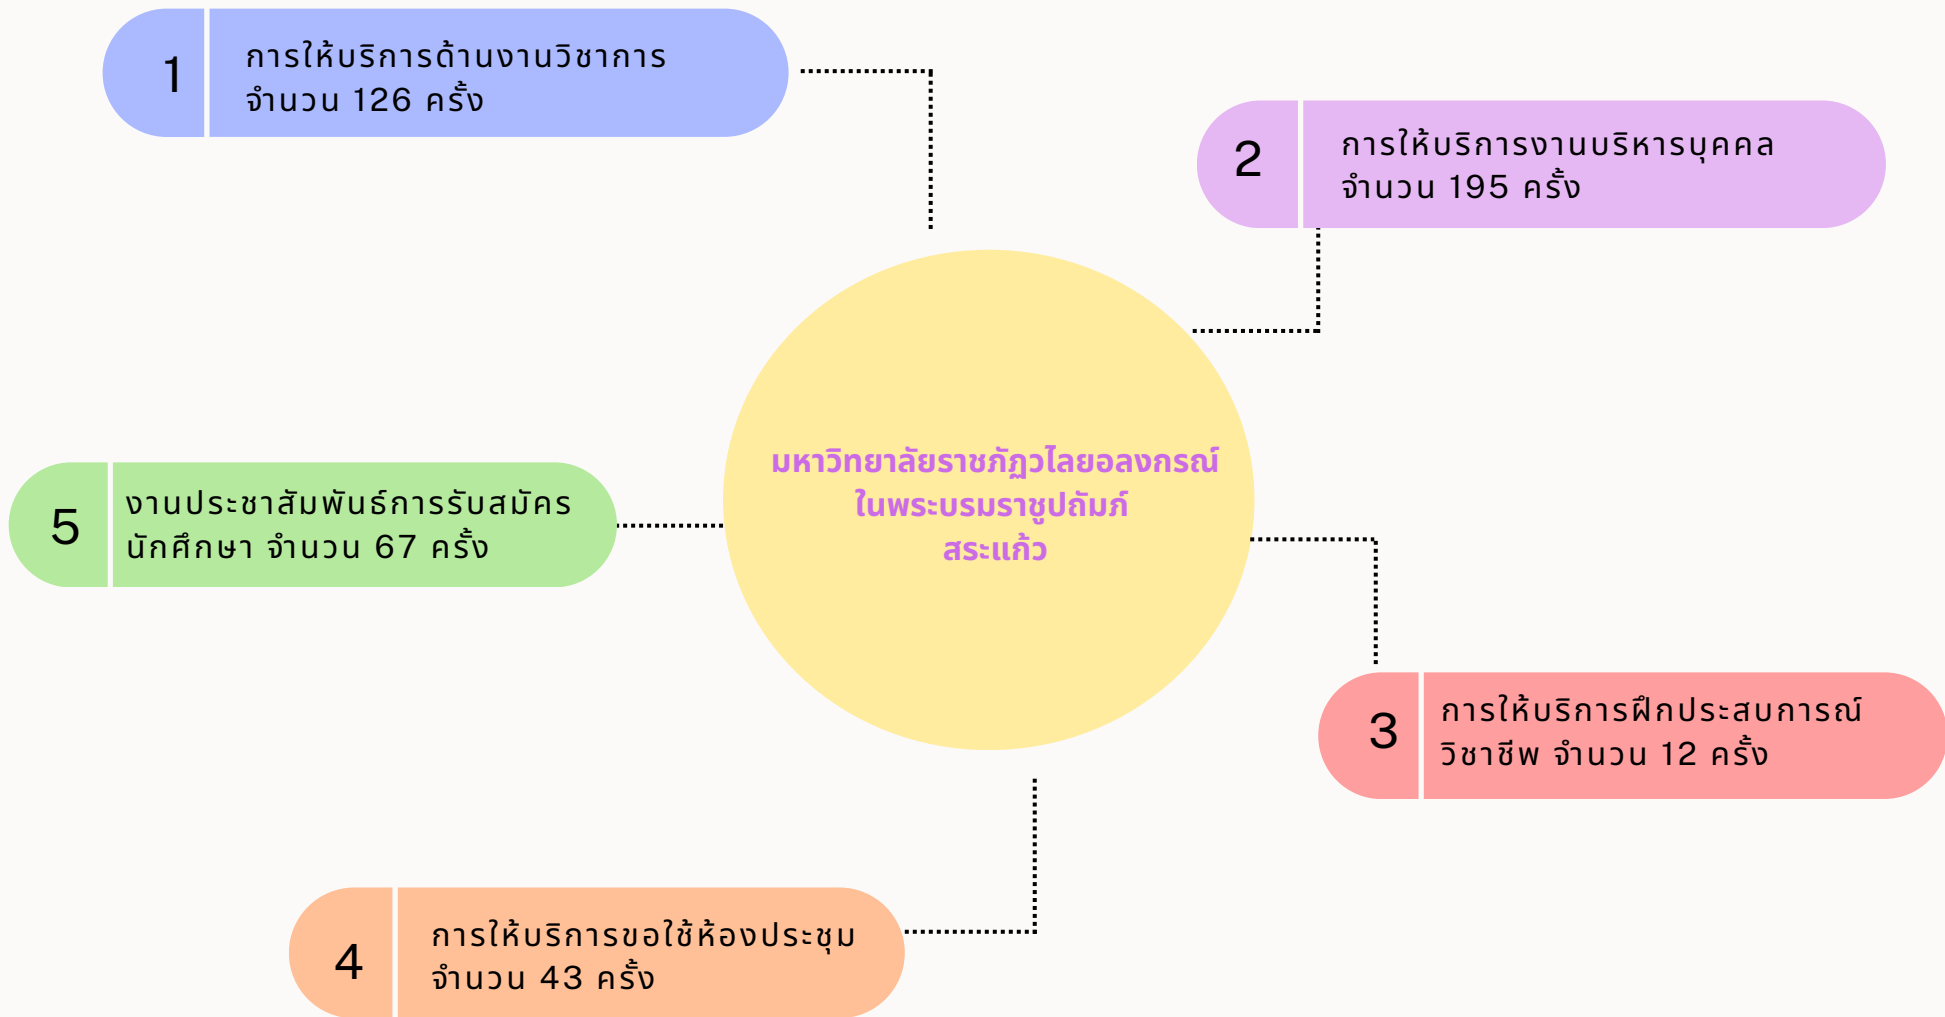 1
การให้บริการด้านงานวิชาการ
จำนวน 126 ครั้ง
2
การให้บริการงานบริหารบุคคล
จำนวน 195 ครั้ง
มหาวิทยาลัยราชภัฏวไลยอลงกรณ์
ในพระบรมราชูปถัมภ์
สระแก้ว
3
การให้บริการฝึกประสบการณ์
วิชาชีพ จำนวน 12 ครั้ง
4
การให้บริการขอใช้ห้องประชุม
จำนวน 43 ครั้ง
5
งานประชาสัมพันธ์การรับสมัคร
นักศึกษา จำนวน 67 ครั้ง